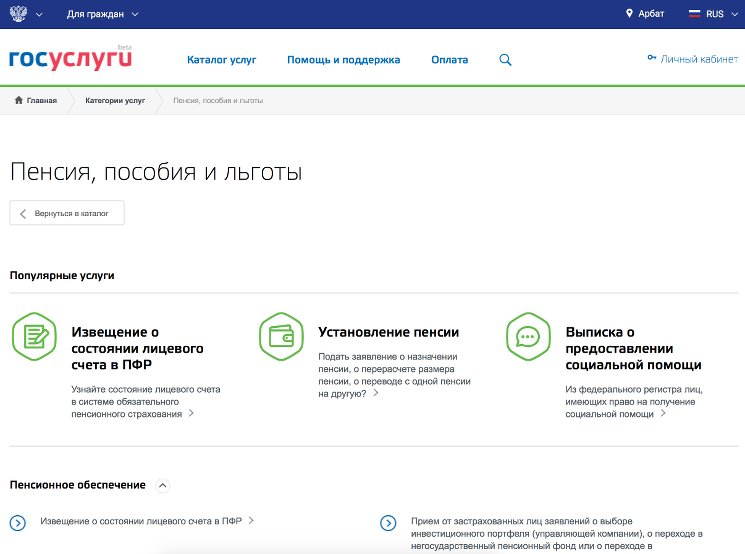 Для граждан
Арбат
RUS
госуслуги beta
Каталог услуг
Помощь и поддержка
Оплата
Личный кабинет
Главная
Категории услуг
Пенсия, пособия и льготы
Пенсия, пособия и льготы
Вернуться в каталог
Популярные услуги
Извещение о
состоянии лицевого
счета в ПФР
Узнайте состояние лицевого счета
в системе обязательного
пенсионного страхования
Установление пенсии
Подать заявление о назначении
пенсии, о перерасчете размера
пенсии, о переводе с одной пенсии
на другую?
Выписка о
предоставлении
социальной помощи
Из федерального регистра лиц,
имеющих право на получение
социальной помощи
Пенсионное обеспечение
Извещение о состоянии лицевого счета в ПФР
Прием от застрахованных лиц заявлений о выборе
инвестиционного портфеля (управляющей компании), о переходе в
негосударственный пенсионный фонд или о переходе в